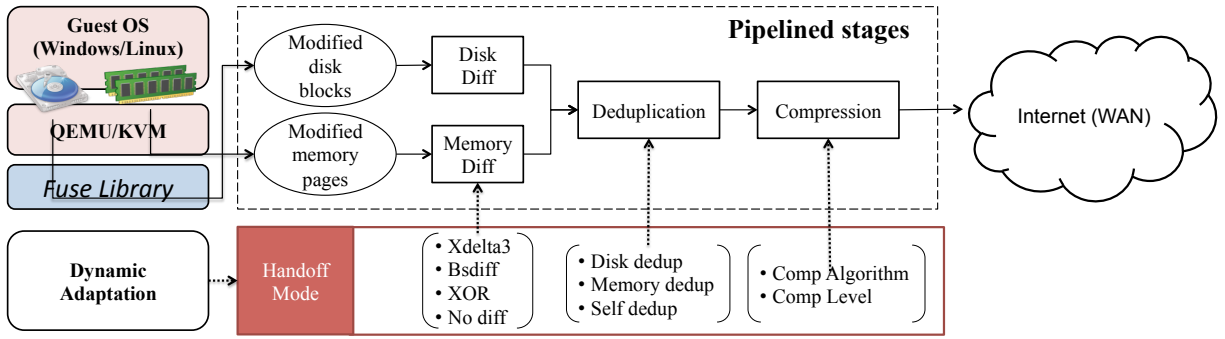 Guest OS
(Windows/Linux)
QEMU/KVM
Fuse Library
Pipelined stages
Modified
disk
blocks
Disk
Diff
Modified
memory
pages
Memory
Diff
Deduplication
Compression
Internet (WAN)
Dynamic
Adaptation
Handoff
Mode
• Xdelta3
• Bsdiff
• XOR
• No diff
• Disk dedup
• Memory dedup
• Self dedup
• Comp Algorithm
• Comp Level